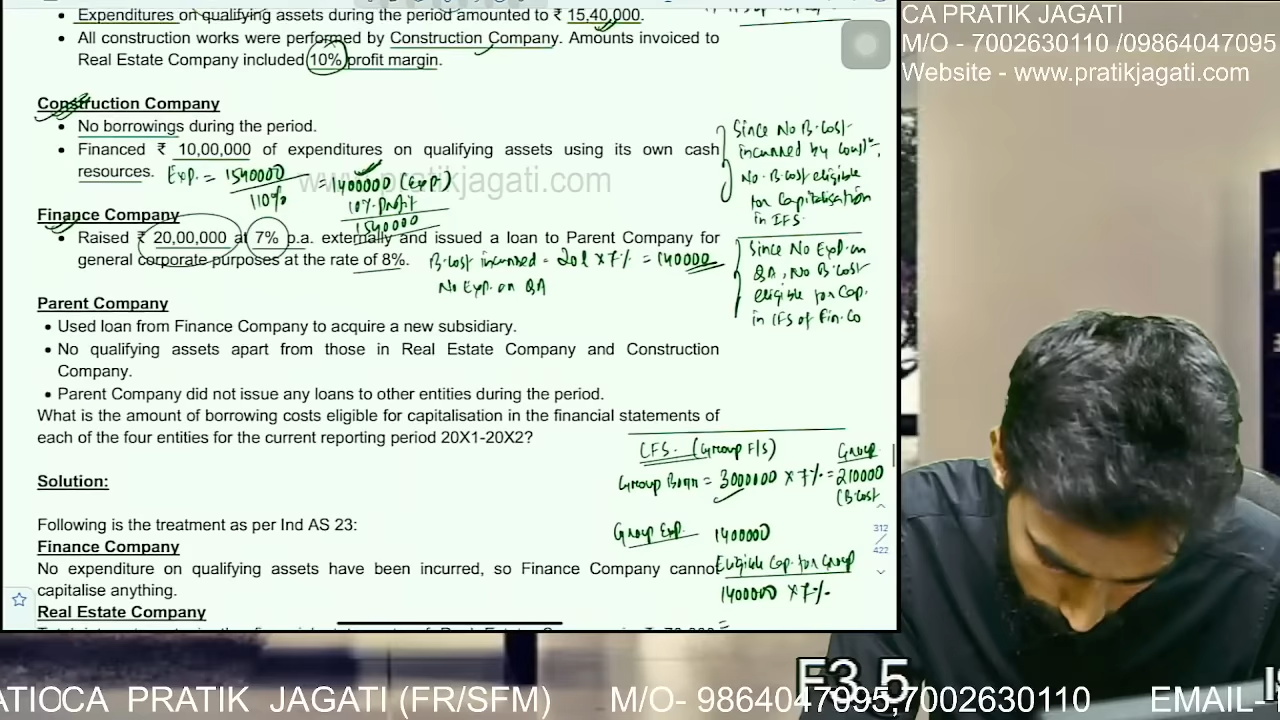 Expenditures on qualifying assets during the period amounted to ₹ 15,40,000.
• All construction works were performed by Construction Company. Amounts invoiced to
Real Estate Company included 10% profit margin.
Construction Company
• No borrowings during the period.
• Financed ₹ 10,00,000 of expenditures on qualifying assets using its own cash
resources. Exp. = 1540000
110%
= 1400000 (Exp)
10% Profit
1540000
www.pratikjagati.com
Since No B.Cost
incurred by
No B.Cost eligible
for Capitalisation
in IFS.
Finance Company
• Raised ₹ 20,00,000 at 7% p.a. externally and issued a loan to Parent Company for
general corporate purposes at the rate of 8%.
B.Cost incurred = 20L × 7% = 140000
No Exp. on QA
Since No Exp. on
QA, No B.Cost
eligible for Cap.
in IFS of Fin. Co
Parent Company
• Used loan from Finance Company to acquire a new subsidiary.
• No qualifying assets apart from those in Real Estate Company and Construction
Company.
• Parent Company did not issue any loans to other entities during the period.
What is the amount of borrowing costs eligible for capitalisation in the financial statements of
each of the four entities for the current reporting period 20X1-20X2?
CFS. (Group F/S)
Group
= 3000000 × 7% = 210000
Group
(B.Cost
Group Exp. 1400000
Eligible Cap. for Group
1400000 × 7%
=
Solution:
Following is the treatment as per Ind AS 23:
Finance Company
No expenditure on qualifying assets have been incurred, so Finance Company cannot
capitalise anything.
Real Estate Company
312
422
CA PRATIK JAGATI
M/O - 7002630110 /09864047095
Website - www.pratikjagati.com
F3.5
CA PRATIK JAGATI (FR/SFM) M/O- 9864047095,7002630110 EMAIL-